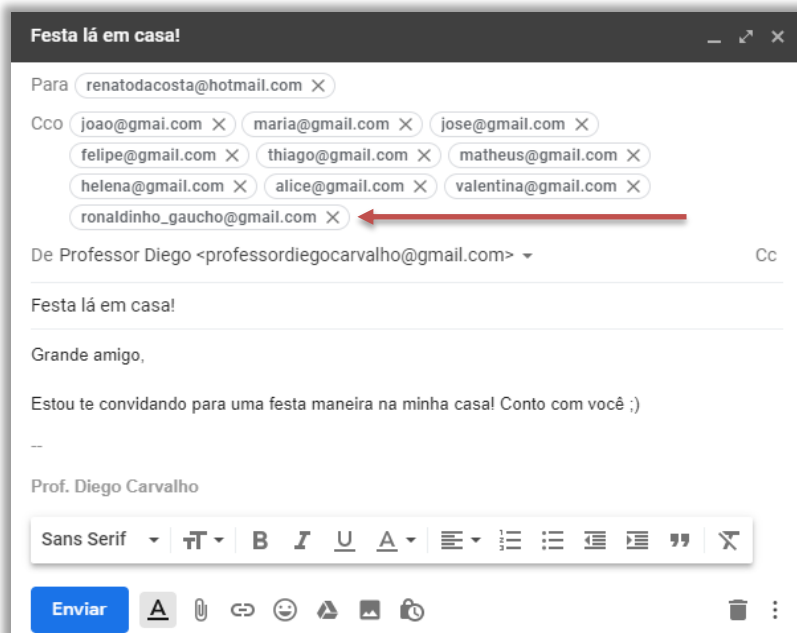 Festa lá em casa!
Para renatodacosta@hotmail.com
Cco joao@gmai.com maria@gmail.com jose@gmail.com
felipe@gmail.com thiago@gmail.com matheus@gmail.com
helena@gmail.com alice@gmail.com valentina@gmail.com
ronaldinho_gaucho@gmail.com
De Professor Diego <professordiegocarvalho@gmail.com> Cc
Festa lá em casa!
Grande amigo,
Estou te convidando para uma festa maneira na minha casa! Conto com você ;)
--
Prof. Diego Carvalho
Sans Serif B I U A
Enviar A